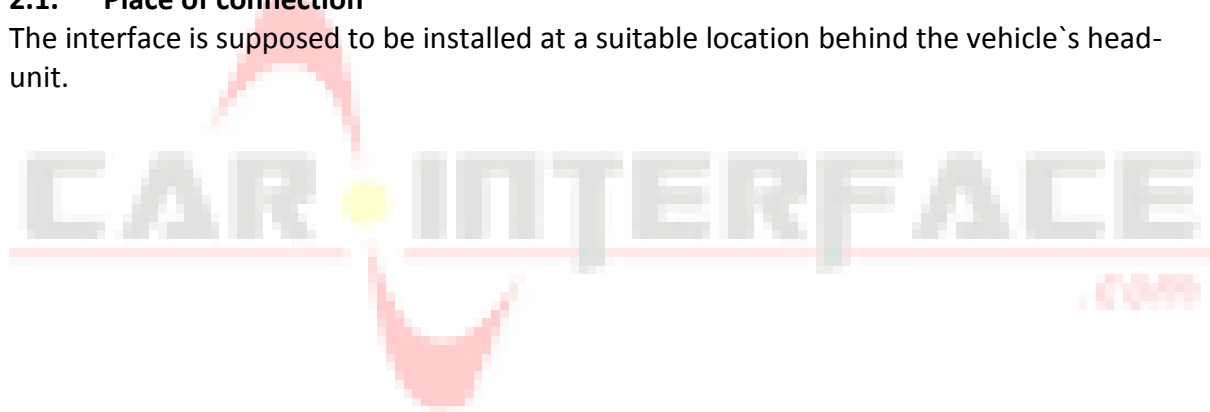 2.1. Place of connection
The interface is supposed to be installed at a suitable location behind the vehicle`s head-
unit.
CAR INTERFACE
.com